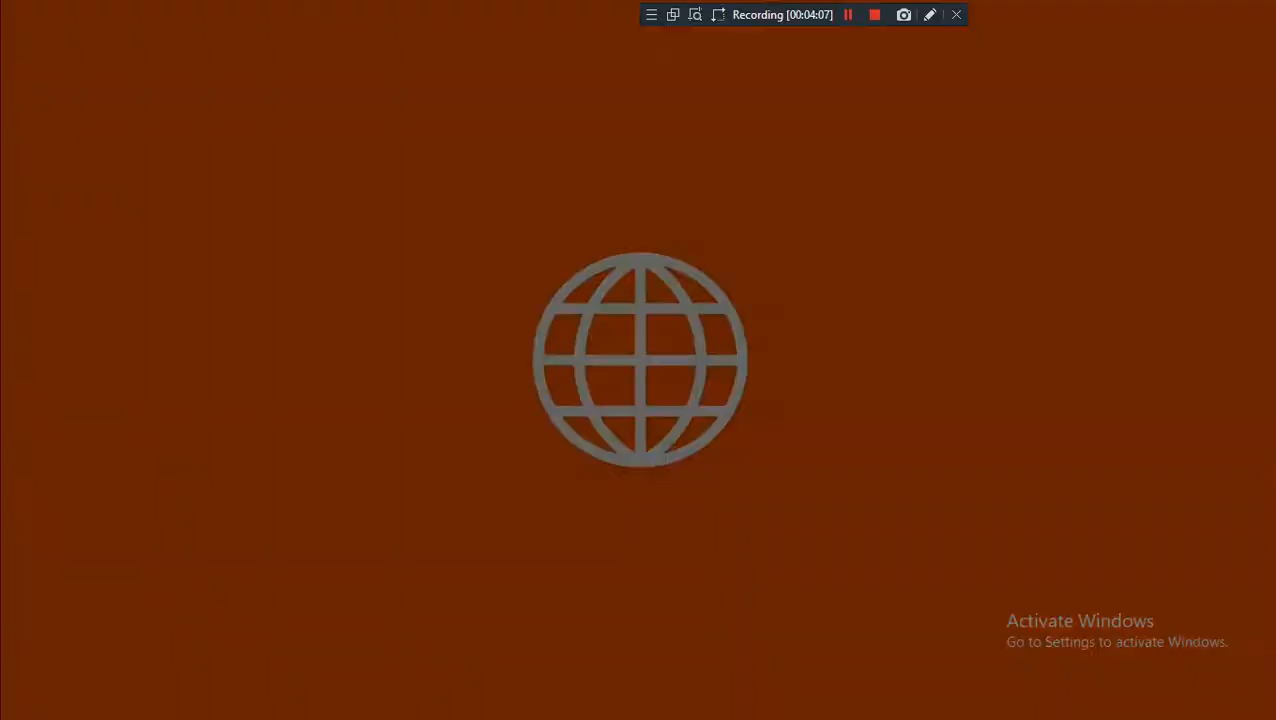 Recording [00:04:07]
Activate Windows
Go to Settings to activate Windows.